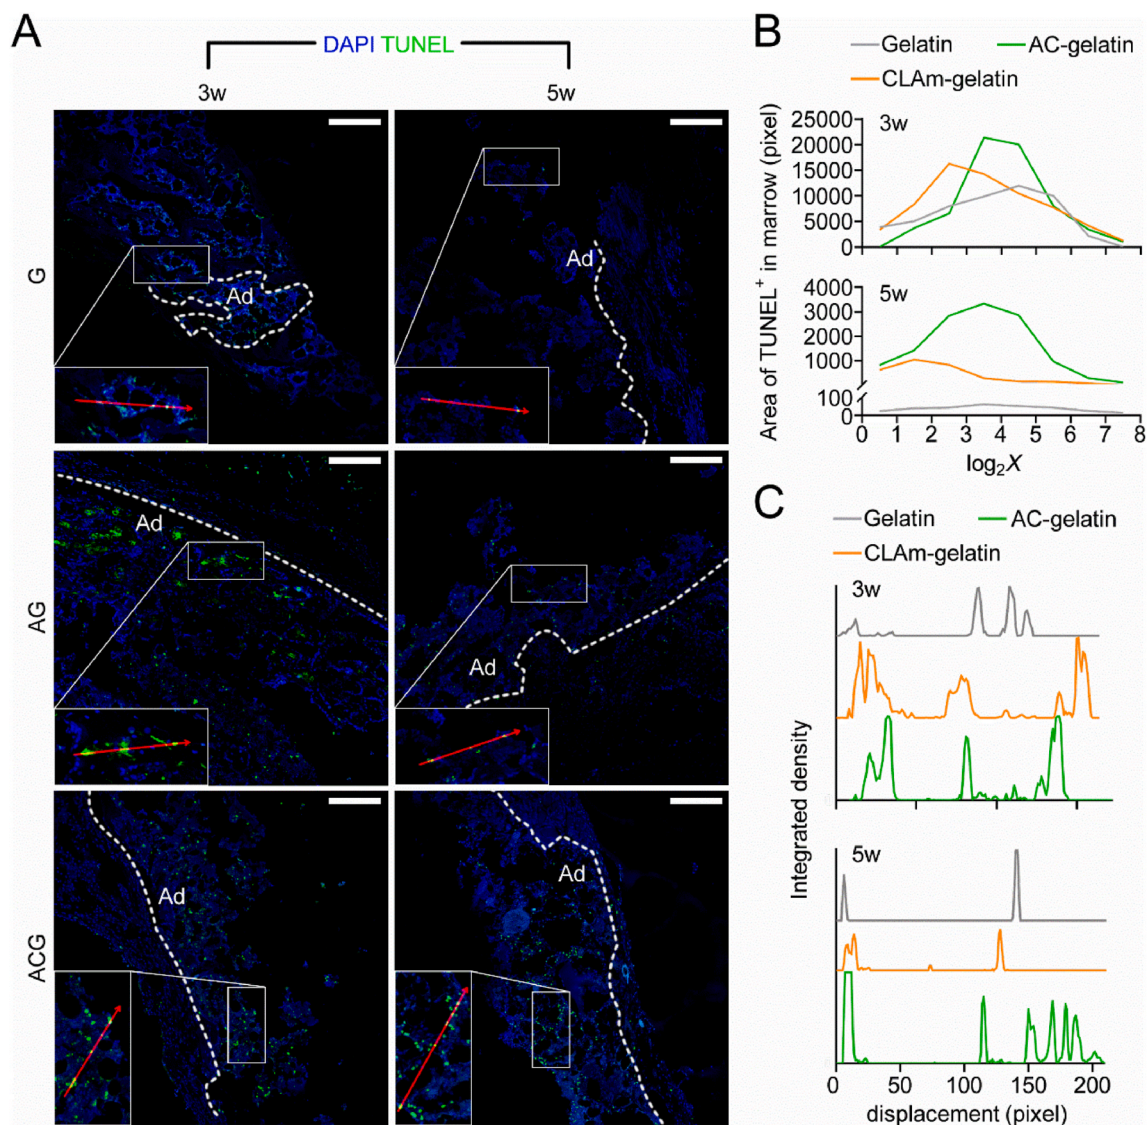 A
DAPI TUNEL
3w
5w
G
Ad
Ad
AG
Ad
Ad
ACG
Ad
Ad
B
Gelatin
AC-gelatin
CLAm-gelatin
Area of TUNEL⁺ in marrow (pixel)
3w
25000
20000
15000
10000
5000
0
5w
4000
3000
2000
1000
100
0
0 1 2 3 4 5 6 7 8
log₂X
C
Gelatin
AC-gelatin
CLAm-gelatin
Integrated density
3w
5w
0 50 100 150 200
displacement (pixel)